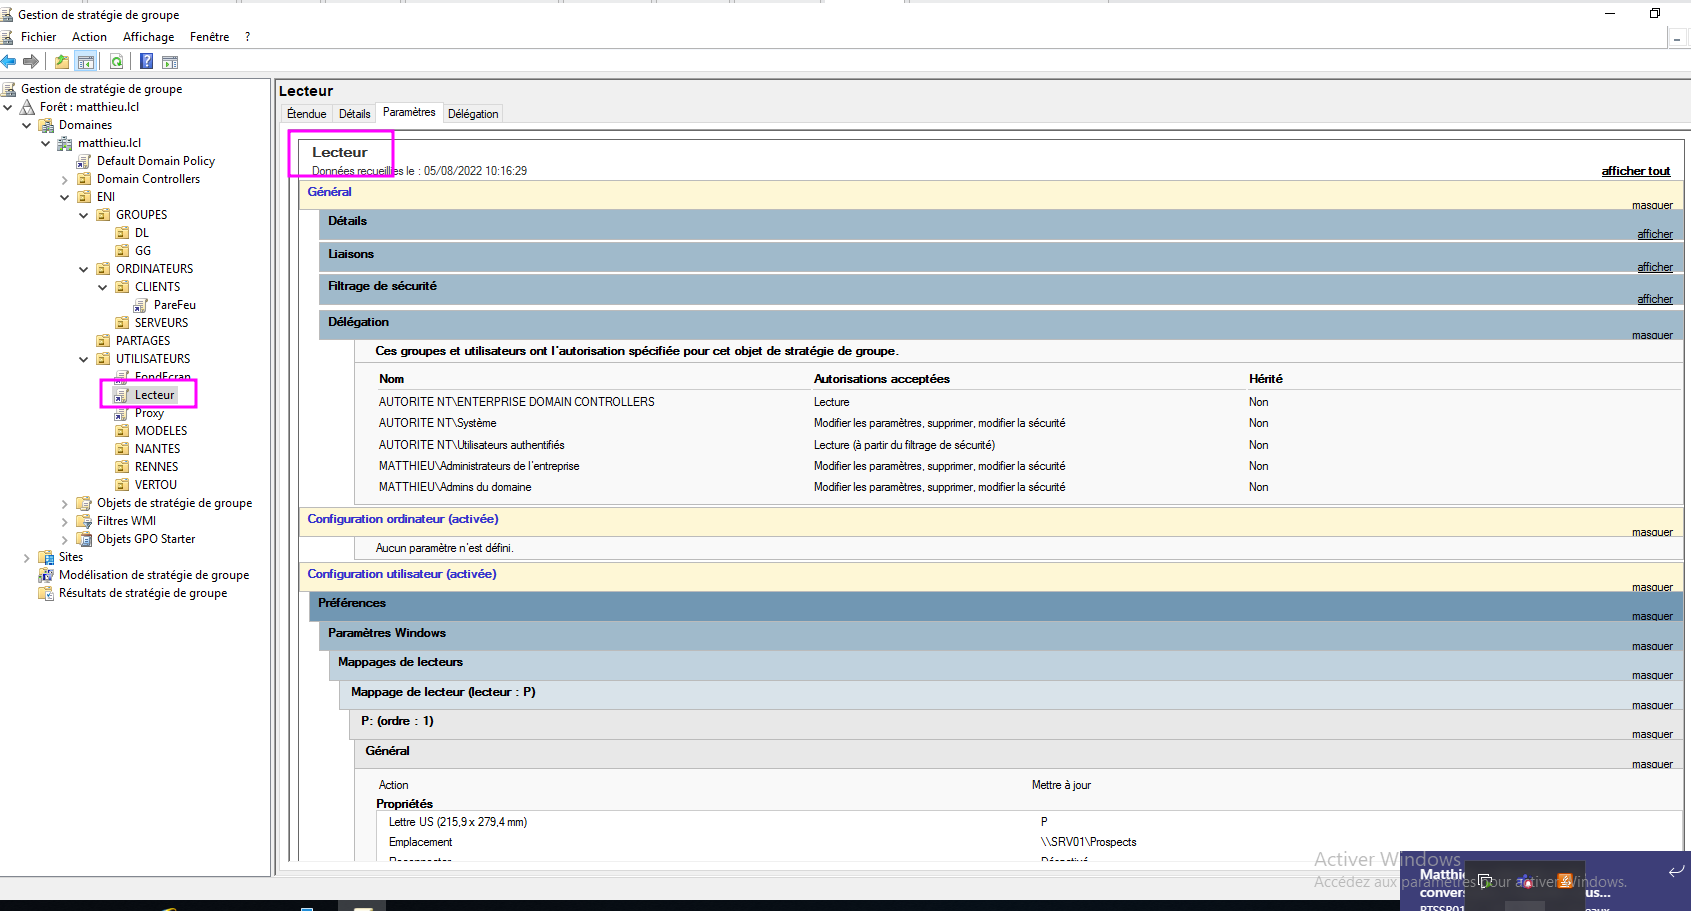 Gestion de stratégie de groupe
Fichier Action Affichage Fenêtre ?
Gestion de stratégie de groupe
Forêt : matthieu.lcl
Domaines
matthieu.lcl
Default Domain Policy
Domain Controllers
ENI
GROUPES
DL
GG
ORDINATEURS
CLIENTS
PareFeu
SERVEURS
PARTAGES
UTILISATEURS
FondEcran
Lecteur
Proxy
MODELES
NANTES
RENNES
VERTOU
Objets de stratégie de groupe
Filtres WMI
Objets GPO Starter
Sites
Modélisation de stratégie de groupe
Résultats de stratégie de groupe
Lecteur
Étendue Détails Paramètres Délégation
Lecteur
Données recueillies le : 05/08/2022 10:16:29 afficher tout
Général
masquer
Détails
afficher
Liaisons
afficher
Filtrage de sécurité
afficher
Délégation
masquer
Ces groupes et utilisateurs ont l'autorisation spécifiée pour cet objet de stratégie de groupe.
Nom Autorisations acceptées Hérité
AUTORITE NT\ENTERPRISE DOMAIN CONTROLLERS Lecture Non
AUTORITE NT\Système Modifier les paramètres, supprimer, modifier la sécurité Non
AUTORITE NT\Utilisateurs authentifiés Lecture (à partir du filtrage de sécurité) Non
MATTHIEU\Administrateurs de l'entreprise Modifier les paramètres, supprimer, modifier la sécurité Non
MATTHIEU\Admins du domaine Modifier les paramètres, supprimer, modifier la sécurité Non
Configuration ordinateur (activée)
masquer
Aucun paramètre n'est défini.
Configuration utilisateur (activée)
masquer
Préférences
masquer
Paramètres Windows
masquer
Mappages de lecteurs
masquer
Mappage de lecteur (lecteur : P)
masquer
P: (ordre : 1)
masquer
Général
masquer
Action Mettre à jour
Propriétés
Lettre US (215,9 x 279,4 mm) P
Emplacement \\SRV01\Prospects
Reconnecter Désactivé
Activer Windows
Accédez aux paramètres pour activer Windows.